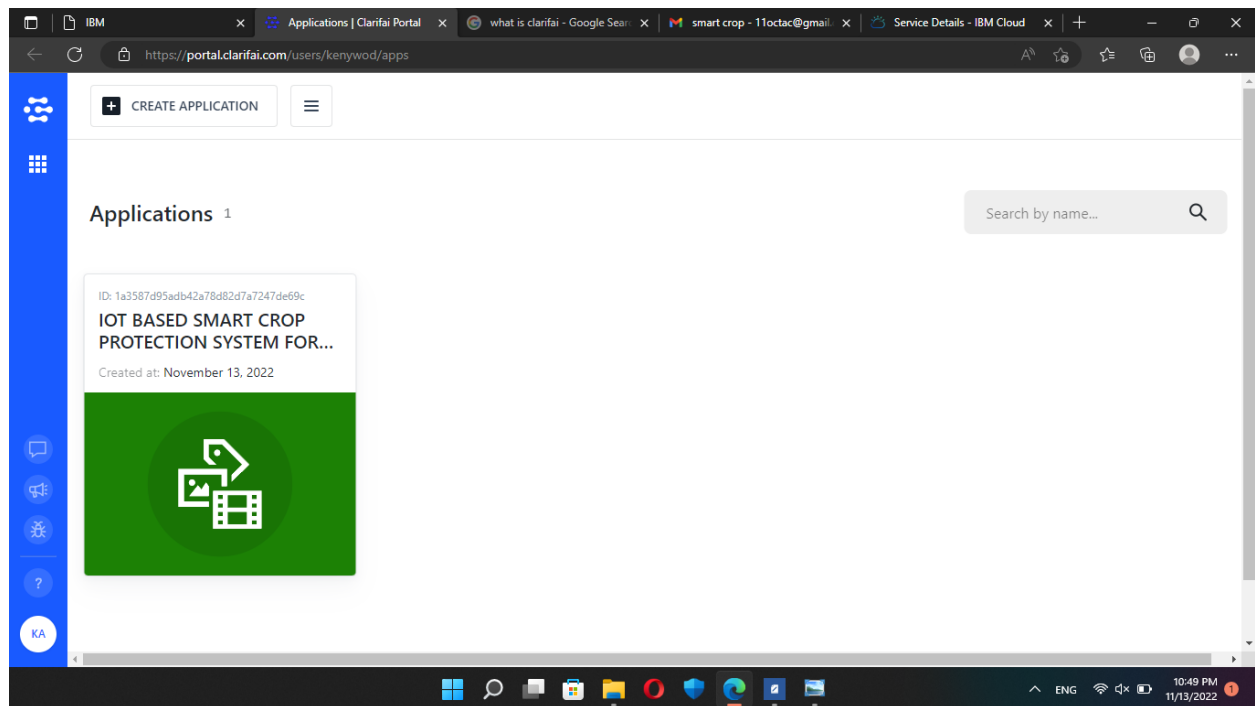 IBM
Applications | Clarifai Portal
what is clarifai - Google Sear
smart crop - 11octac@gmail.
Service Details - IBM Cloud
https://portal.clarifai.com/users/kenywod/apps
CREATE APPLICATION
Applications 1
Search by name...
ID: 1a3587d95adb42a78d82d7a7247de69c
IOT BASED SMART CROP
PROTECTION SYSTEM FOR...
Created at: November 13, 2022
?
KA
ENG
10:49 PM
11/13/2022
1